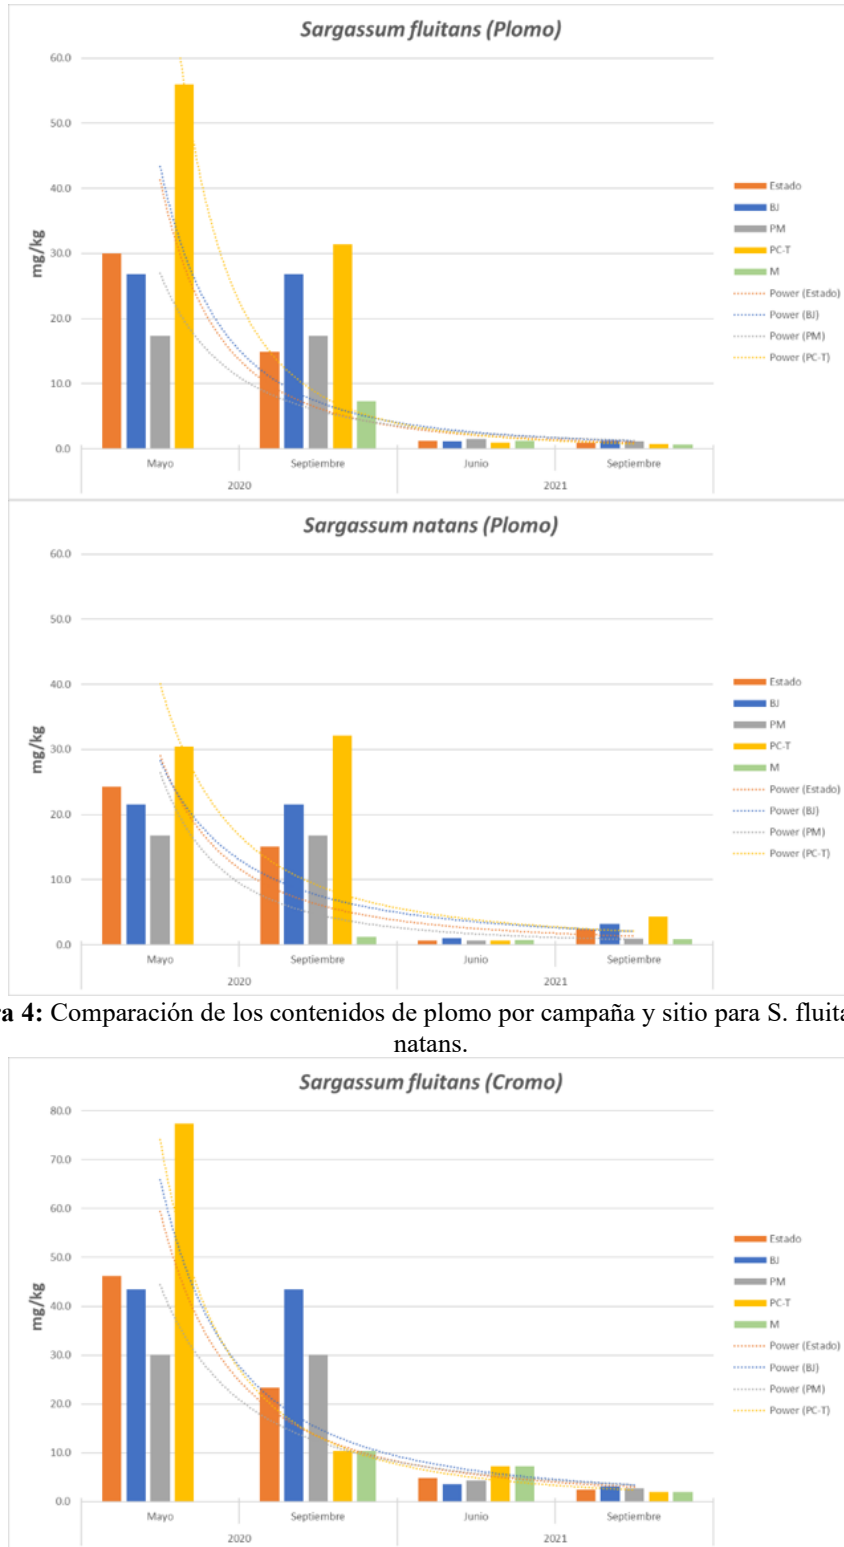 Sargassum fluitans (Plomo)
60.0
50.0
40.0
30.0
20.0
10.0
0.0
mg/kg
Mayo Septiembre Junio Septiembre
2020 2021
Estado
BJ
PM
PC-T
M
Power (Estado)
Power (BJ)
Power (PM)
Power (PC-T)
Sargassum natans (Plomo)
60.0
50.0
40.0
30.0
20.0
10.0
0.0
mg/kg
Mayo Septiembre Junio Septiembre
2020 2021
Estado
BJ
PM
PC-T
M
Power (Estado)
Power (BJ)
Power (PM)
Power (PC-T)
a 4: Comparación de los contenidos de plomo por campaña y sitio para S. fluita
natans.
Sargassum fluitans (Cromo)
80.0
70.0
60.0
50.0
40.0
30.0
20.0
10.0
0.0
mg/kg
Mayo Septiembre Junio Septiembre
2020 2021
Estado
BJ
PM
PC-T
M
Power (Estado)
Power (BJ)
Power (PM)
Power (PC-T)